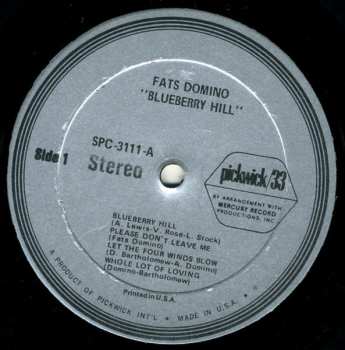 FATS DOMINO
"BLUEBERRY HILL"
SPC-3111-A
Side 1
Stereo
pickwick/33
BY ARRANGEMENT WITH
MERCURY RECORD
PRODUCTIONS, INC.
BLUEBERRY HILL
(A. Lewis-V. Rose-L. Stock)
PLEASE DON'T LEAVE ME
(Fats Domino)
LET THE FOUR WINDS BLOW
(D. Bartholomew-A. Domino)
WHOLE LOT OF LOVING
(Domino-Bartholomew)
Printed in U.S.A.
A PRODUCT OF PICKWICK INT'L • MADE IN U.S.A. •